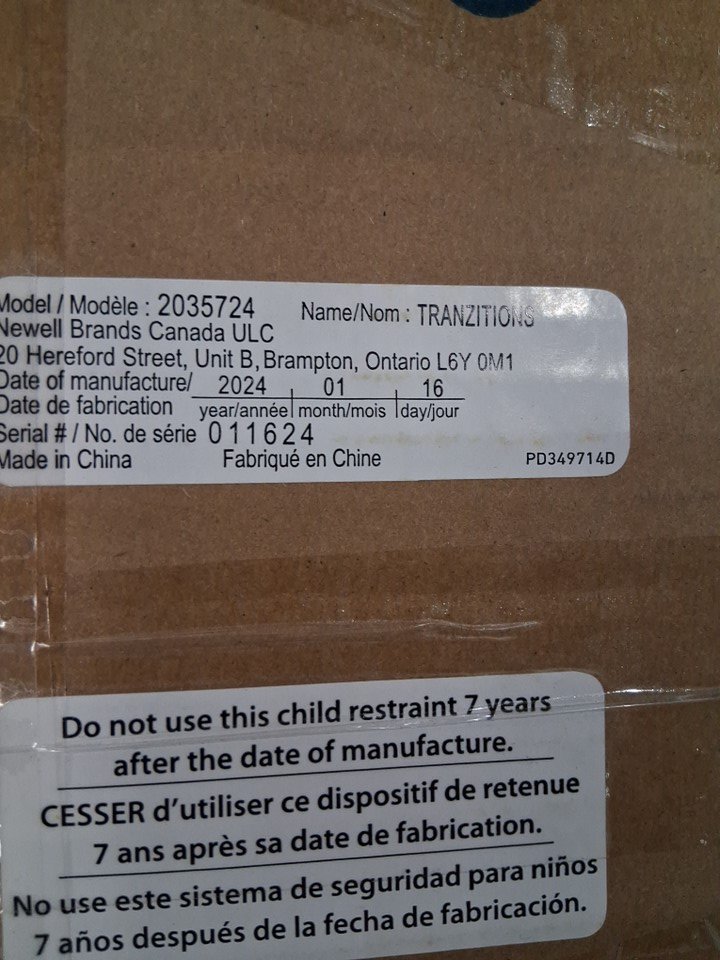 Model / Modèle : 2035724 Name/Nom : TRANZITIONS
Newell Brands Canada ULC
20 Hereford Street, Unit B, Brampton, Ontario L6Y 0M1
Date of manufacture/ 2024 01 16
Date de fabrication year/année month/mois day/jour
Serial # / No. de série 011624
Made in China Fabriqué en Chine PD349714D
Do not use this child restraint 7 years
after the date of manufacture.
CESSER d'utiliser ce dispositif de retenue
7 ans après sa date de fabrication.
No use este sistema de seguridad para niños
7 años después de la fecha de fabricación.